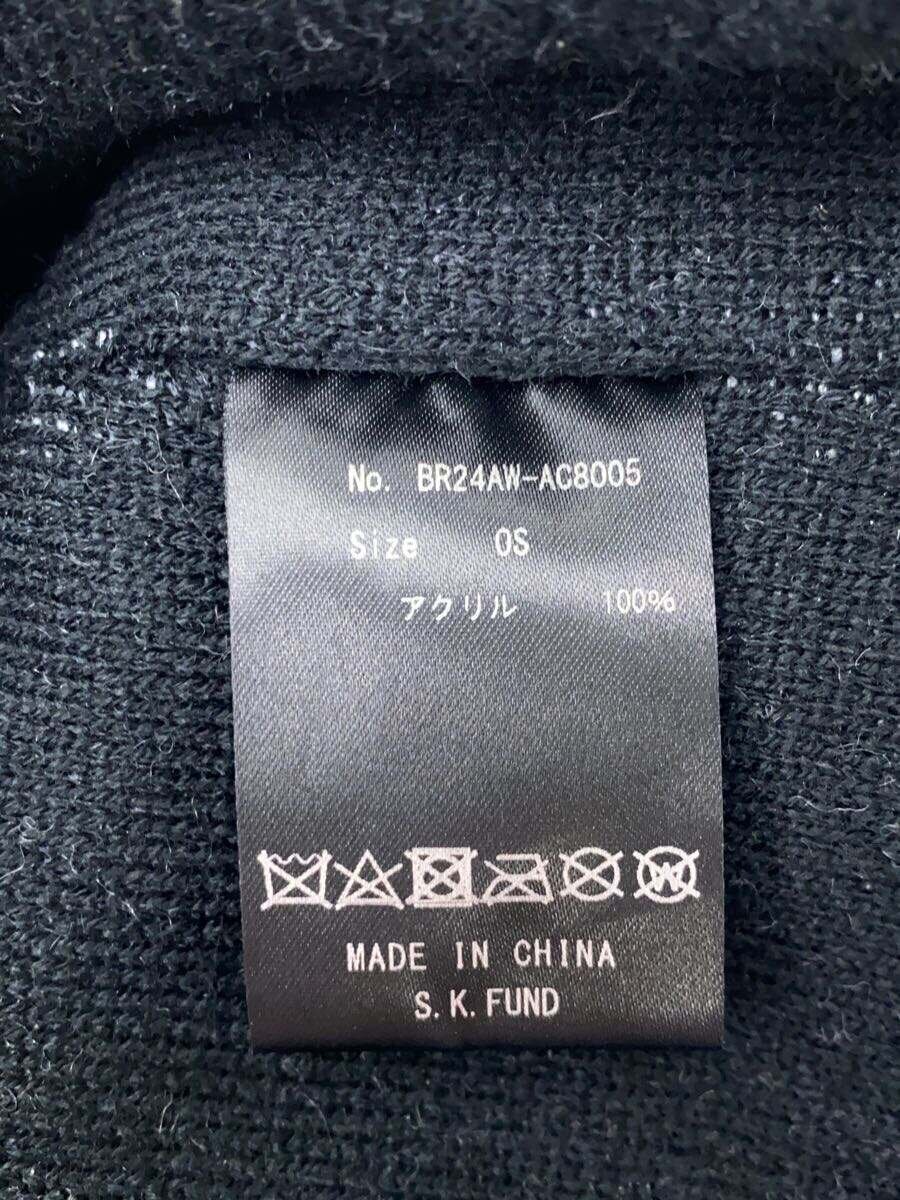 No. BR24AW-AC8005
Size OS
アクリル 100%
W
MADE IN CHINA
S.K.FUND